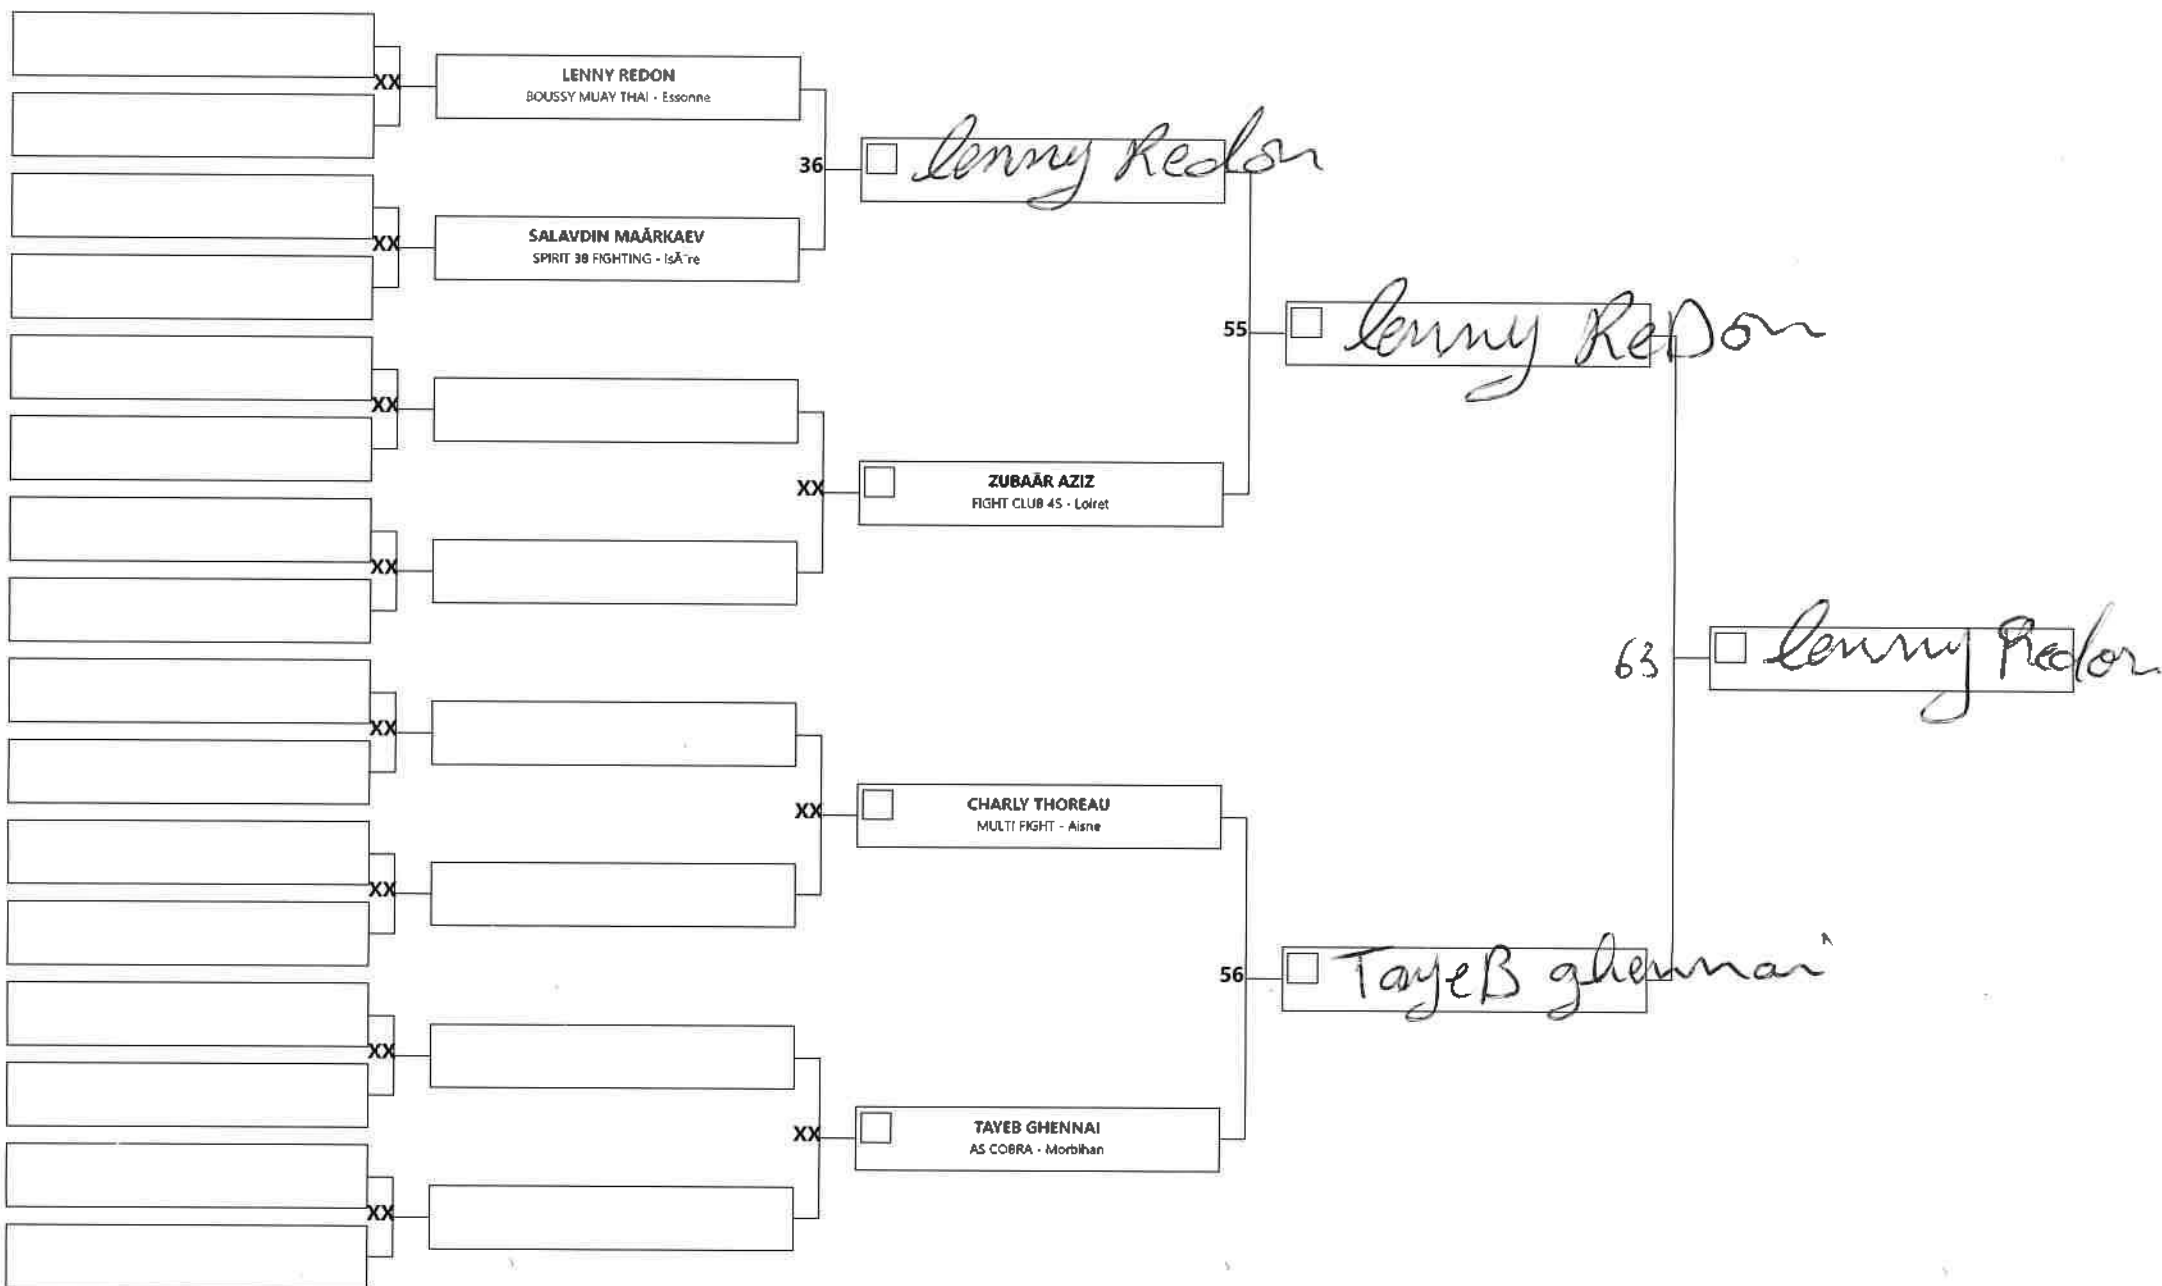 XX
LENNY REDON
BOUSSY MUAY THAI - Essonne
36
lenny Redon
XX
SALAVDIN MAÃRKAEV
SPIRIT 38 FIGHTING - IsÃ¨re
55
lenny ReDon
XX
XX
ZUBAÃR AZIZ
FIGHT CLUB 45 - Loiret
XX
63
lenny Redon
XX
XX
CHARLY THOREAU
MULTI FIGHT - Aisne
XX
56
TayeB ghennai
XX
XX
TAYEB GHENNAI
AS COBRA - Morbihan
XX